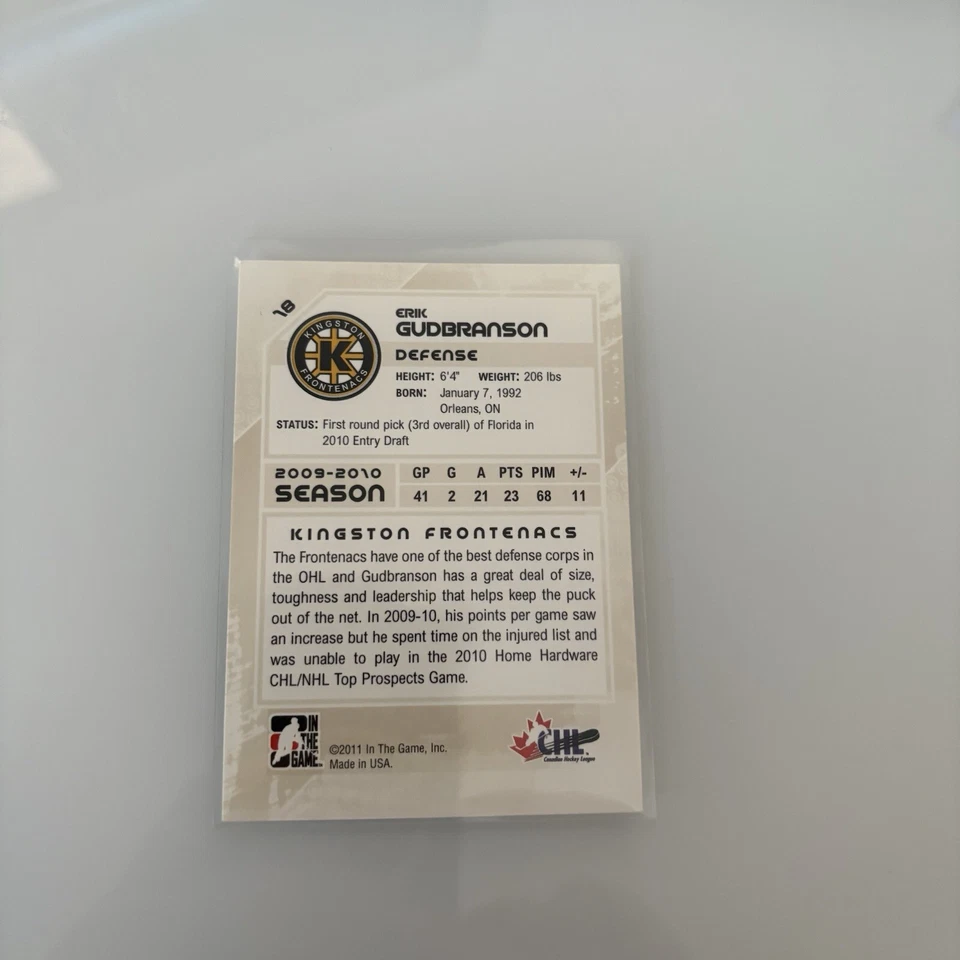 18
KINGSTON
K
FRONTENACS
ERIK
GUDBRANSON
DEFENSE
HEIGHT: 6'4" WEIGHT: 206 lbs
BORN: January 7, 1992
Orleans, ON
STATUS: First round pick (3rd overall) of Florida in
2010 Entry Draft
2009-2010
SEASON
GP G A PTS PIM +/-
41 2 21 23 68 11
KINGSTON FRONTENACS
The Frontenacs have one of the best defense corps in
the OHL and Gudbranson has a great deal of size,
toughness and leadership that helps keep the puck
out of the net. In 2009-10, his points per game saw
an increase but he spent time on the injured list and
was unable to play in the 2010 Home Hardware
CHL/NHL Top Prospects Game.
IN
THE
GAME
©2011 In The Game, Inc.
Made in USA.
CHL
Canadian Hockey League